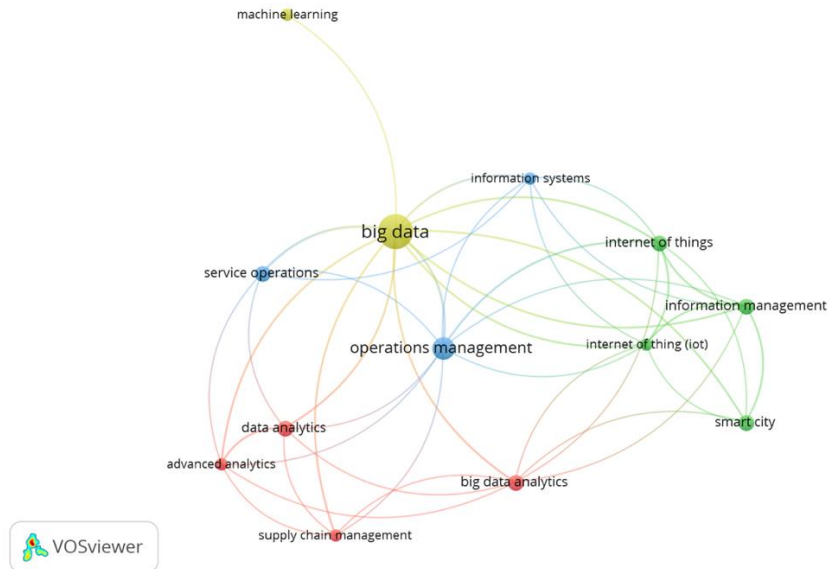 machine learning
information systems
big data
internet of things
service operations
information management
internet of thing (iot)
operations management
smart city
data analytics
advanced analytics
big data analytics
supply chain management
VOSviewer